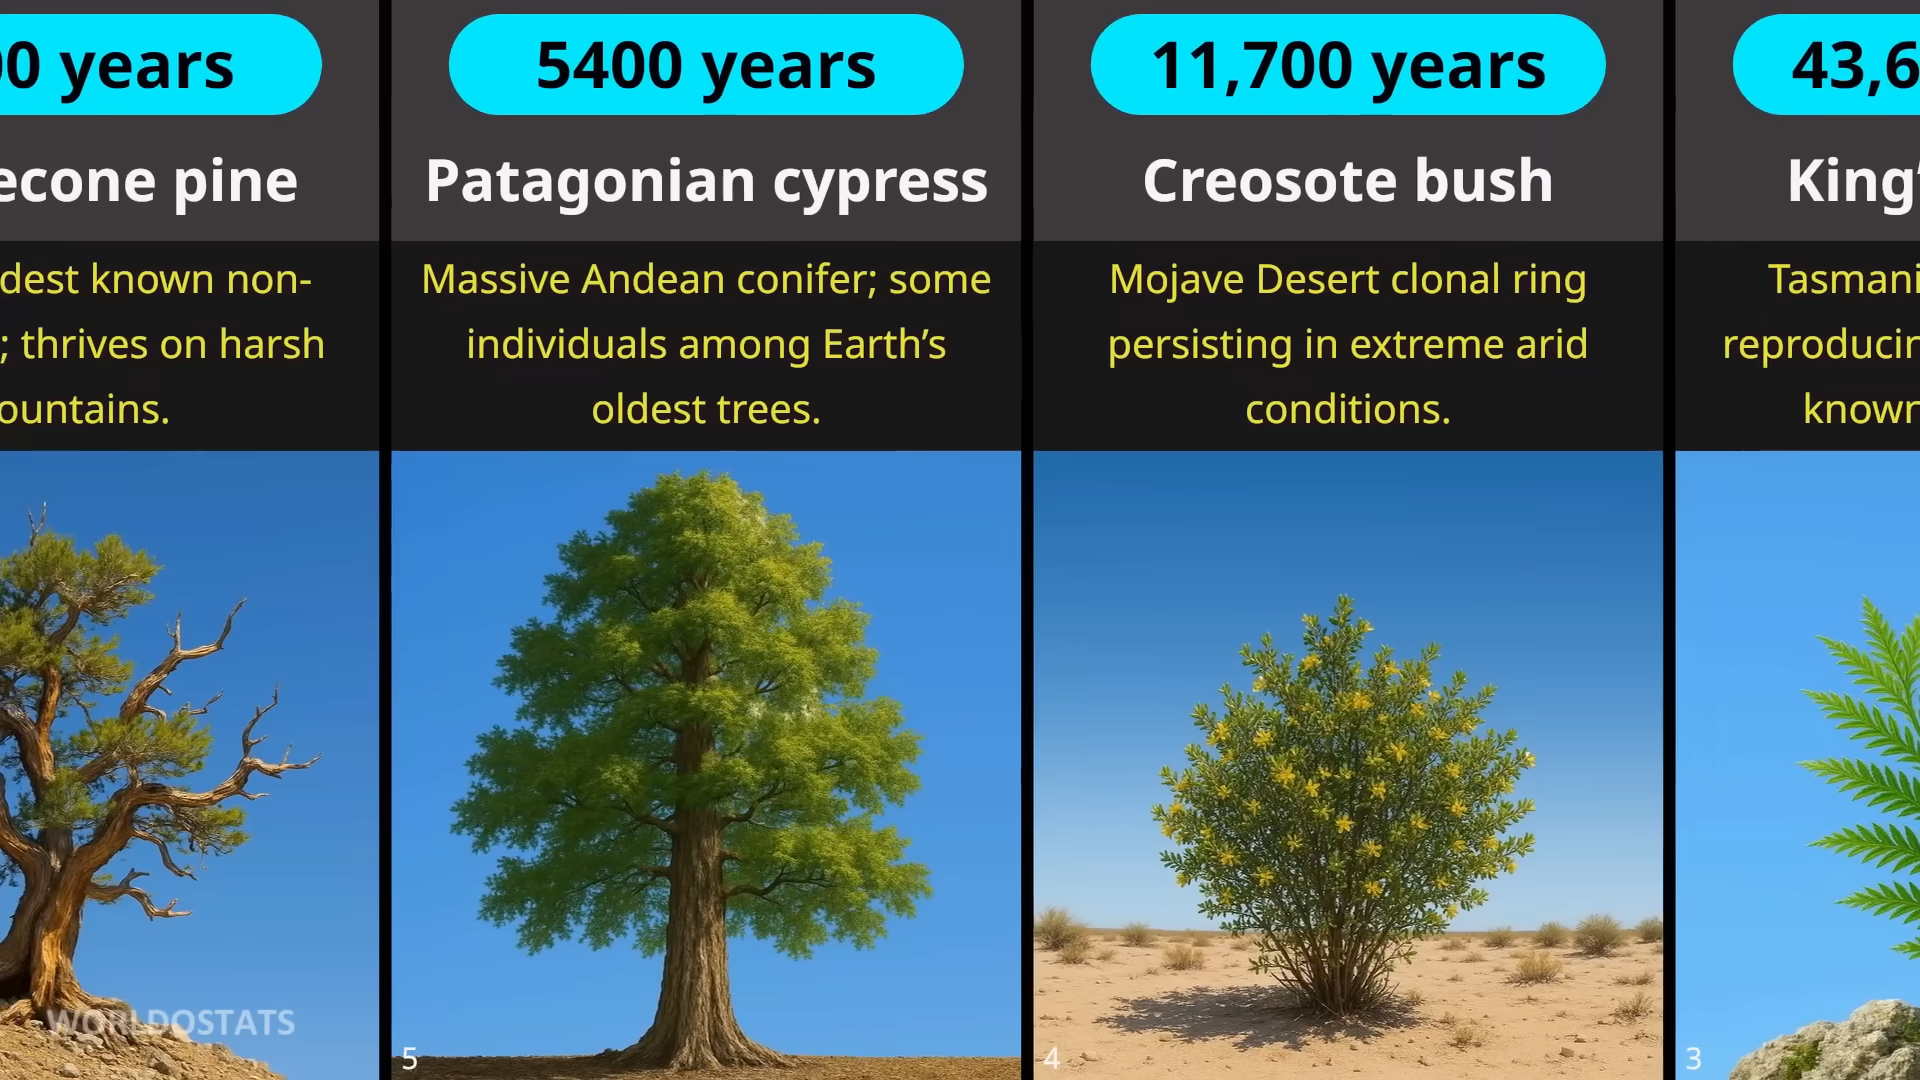 0 years
econe pine
dest known non-
; thrives on harsh
ountains.
WORLDOSTATS
5400 years
Patagonian cypress
Massive Andean conifer; some
individuals among Earth’s
oldest trees.
5
11,700 years
Creosote bush
Mojave Desert clonal ring
persisting in extreme arid
conditions.
4
43,6
King’
Tasmani
reproducin
known
3